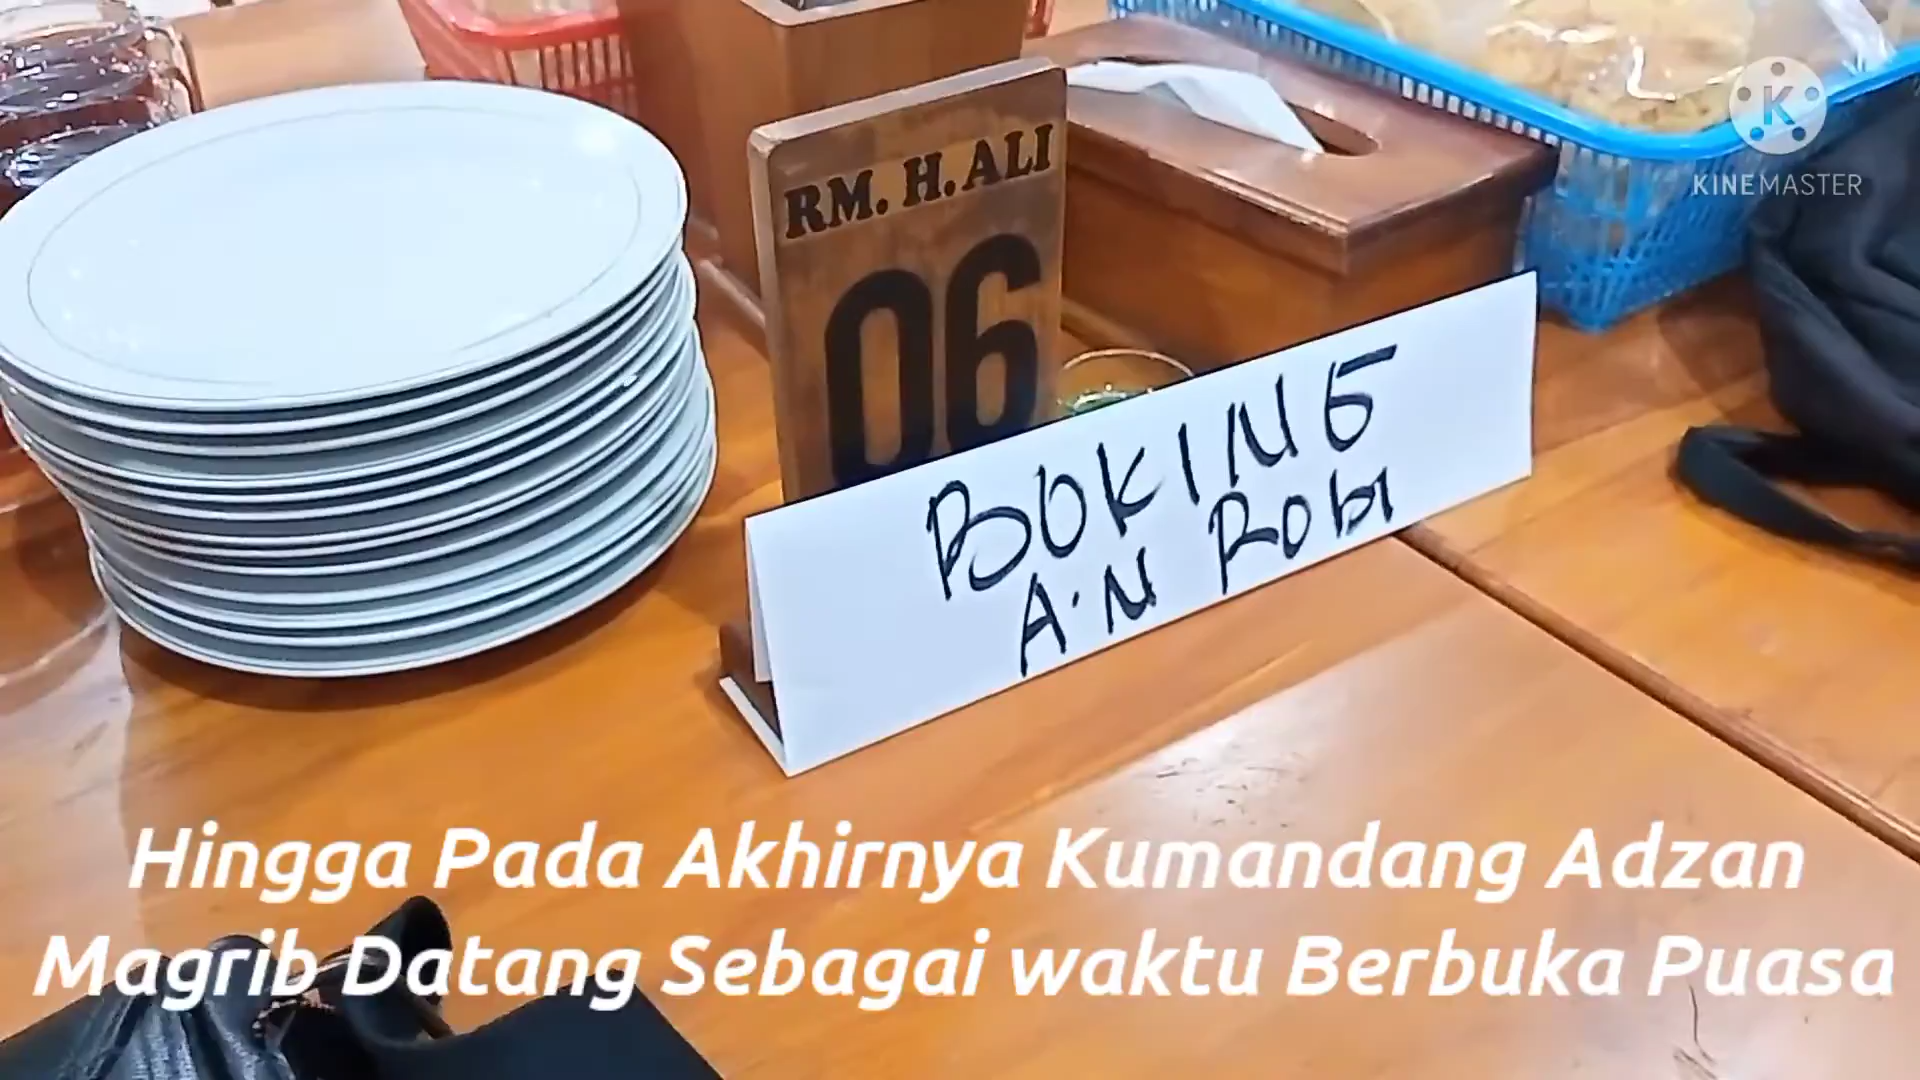 RM. H. ALI
06
BOKING
A.N ROBI
KINEMASTER
Hingga Pada Akhirnya Kumandang Adzan
Magrib Datang Sebagai waktu Berbuka Puasa